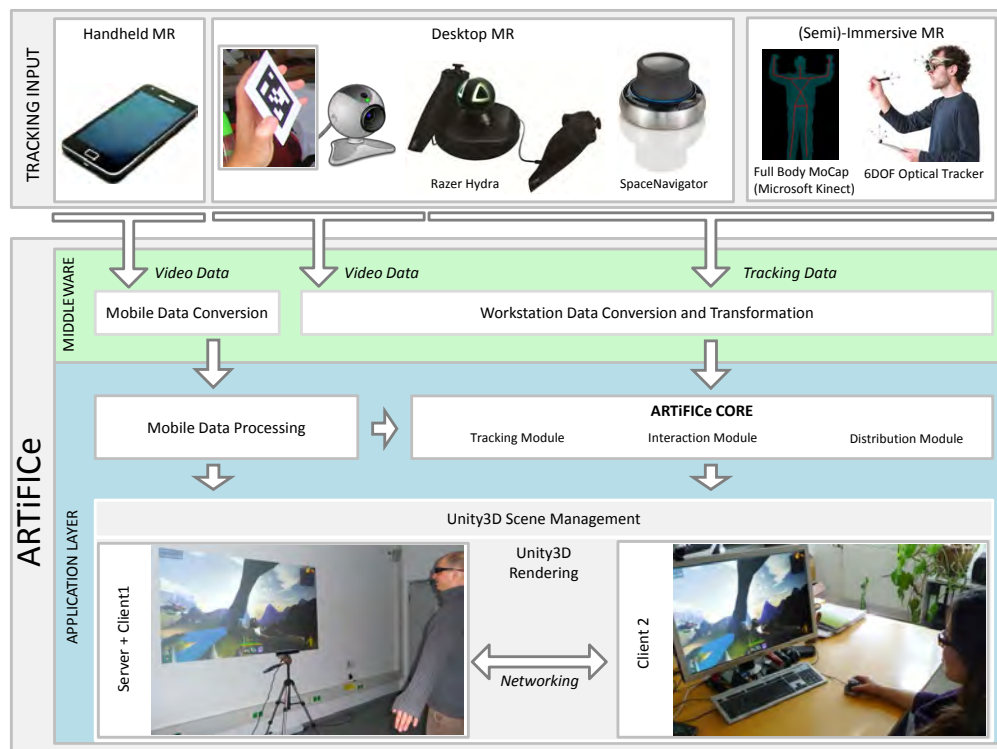 TRACKING INPUT
Handheld MR
Desktop MR
Razer Hydra
SpaceNavigator
(Semi)-Immersive MR
Full Body MoCap
(Microsoft Kinect)
6DOF Optical Tracker
ARTiFICe
MIDDLEWARE
Video Data
Video Data
Tracking Data
Mobile Data Conversion
Workstation Data Conversion and Transformation
APPLICATION LAYER
Mobile Data Processing
ARTiFICe CORE
Tracking Module
Interaction Module
Distribution Module
Unity3D Scene Management
Server + Client1
Unity3D
Rendering
Networking
Client 2